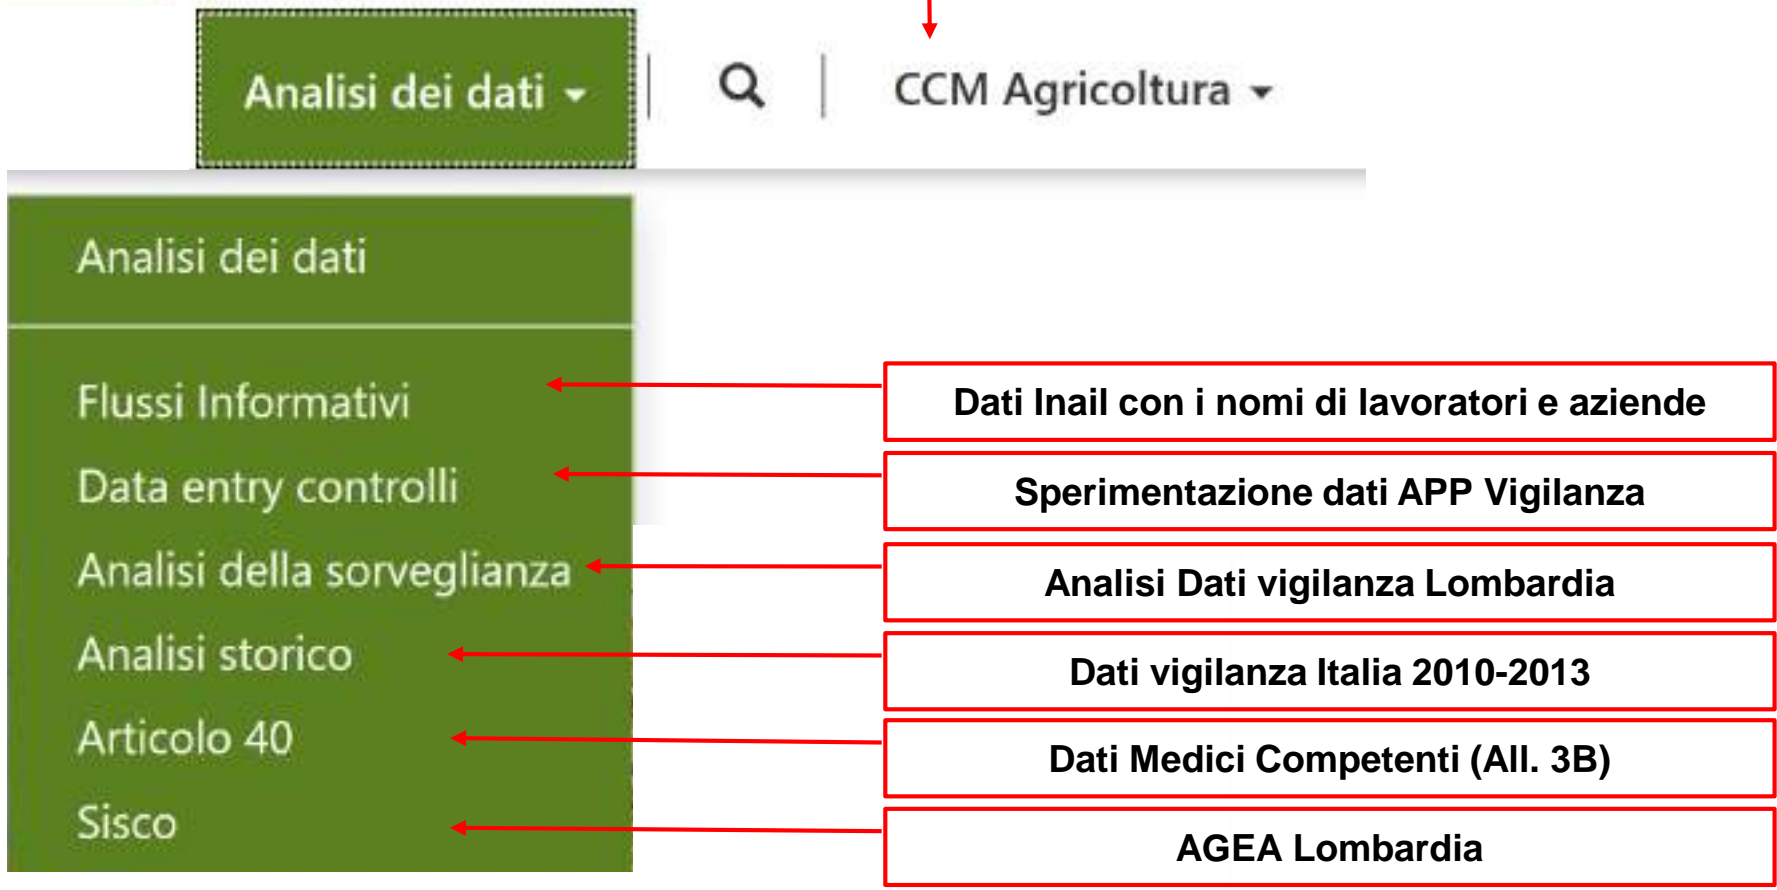 Analisi dei dati
CCM Agricoltura
Analisi dei dati
Flussi Informativi
Dati Inail con i nomi di lavoratori e aziende
Data entry controlli
Sperimentazione dati APP Vigilanza
Analisi della sorveglianza
Analisi Dati vigilanza Lombardia
Analisi storico
Dati vigilanza Italia 2010-2013
Articolo 40
Dati Medici Competenti (All. 3B)
Sisco
AGEA Lombardia